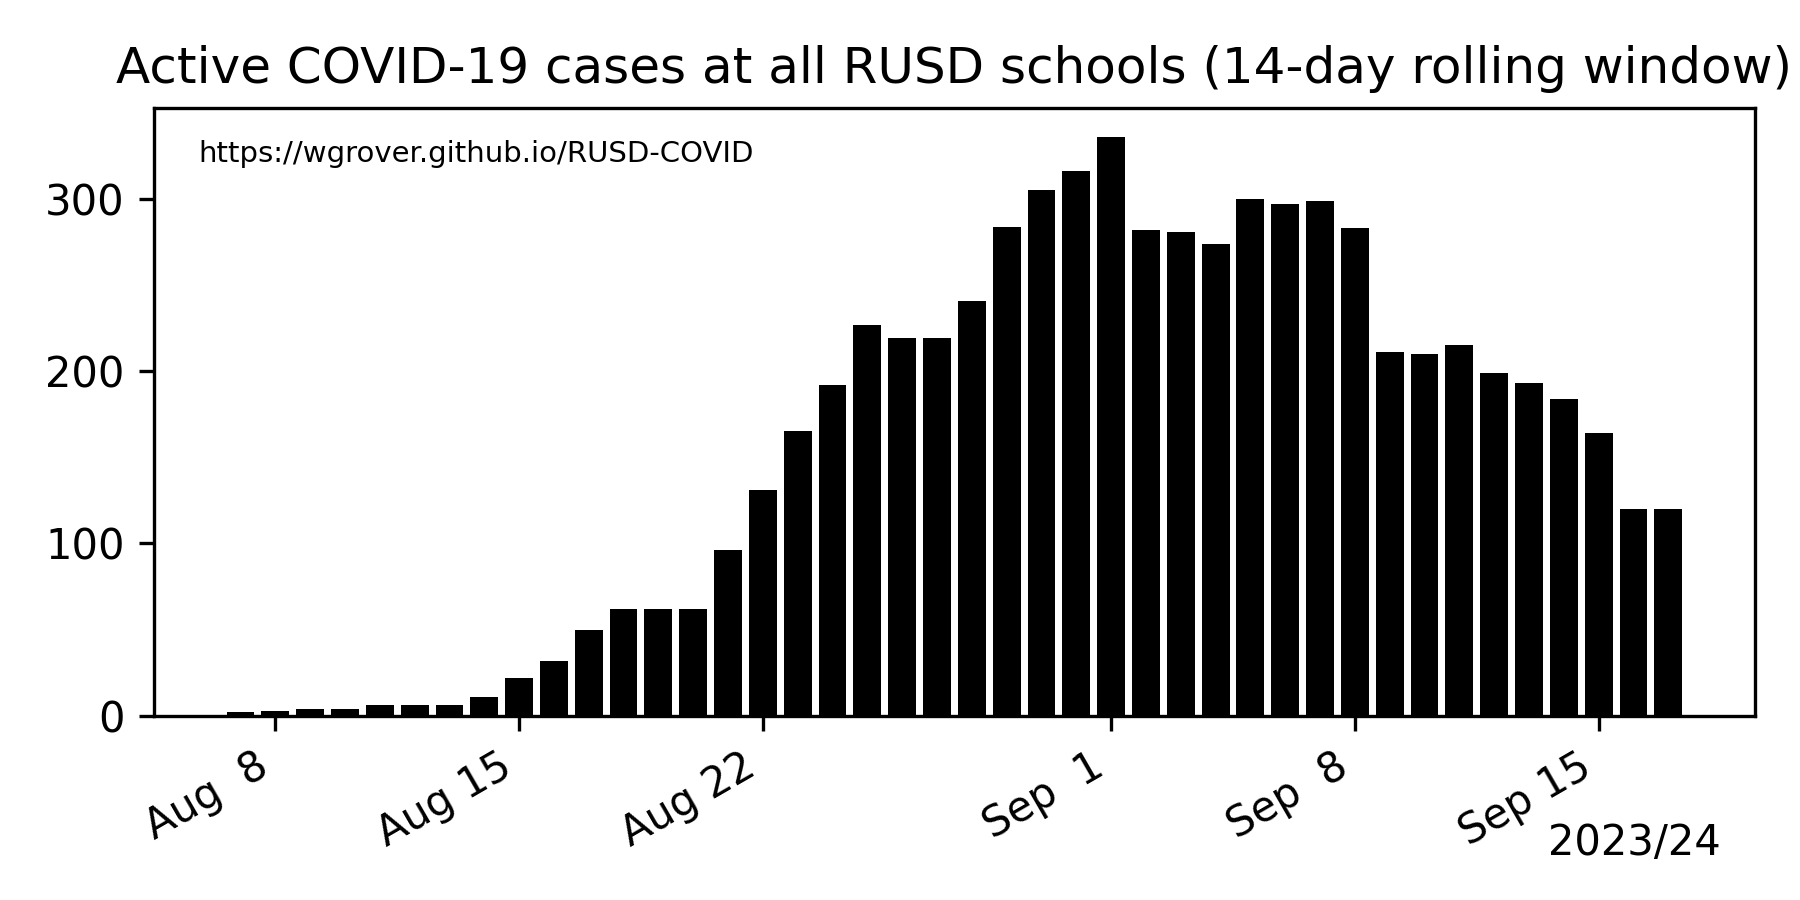 Active COVID-19 cases at all RUSD schools (14-day rolling window)
https://wgrover.github.io/RUSD-COVID
300
200
100
0
Aug 8
Aug 15
Aug 22
Sep 1
Sep 8
Sep 15
2023/24